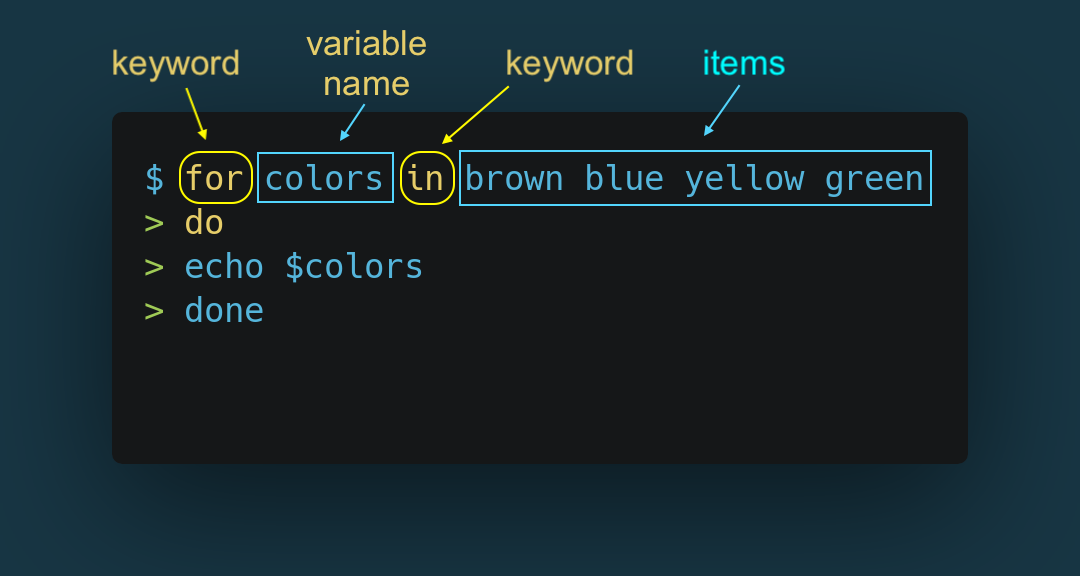 keyword
variable
name
keyword
items
$ for colors in brown blue yellow green
> do
> echo $colors
> done